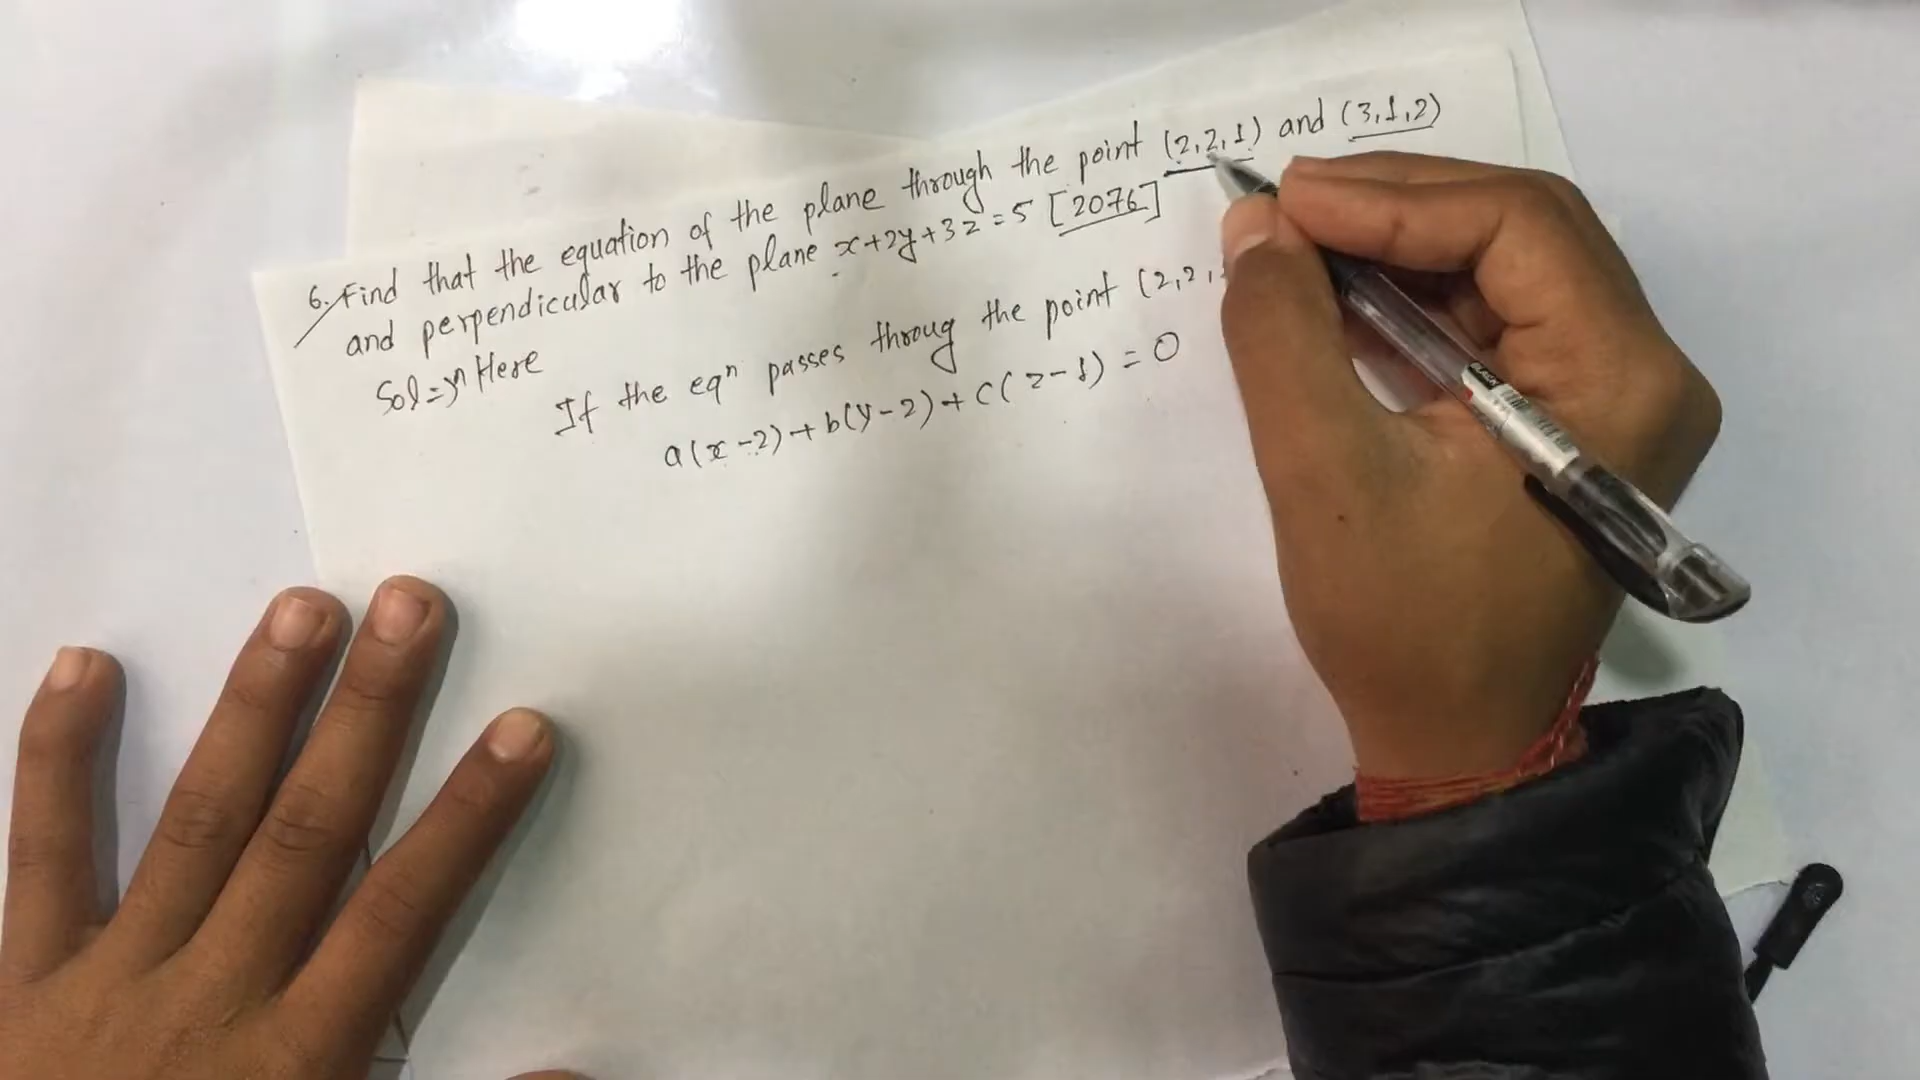 6. Find that the equation of the plane through the point (2,2,1) and (3,1,2)
and perpendicular to the plane x+2y+3z=5 [2076]
Sol=yn Here
If the eqⁿ passes throug the point (2,2,
a(x-2)+b(y-2)+c(z-1)=0